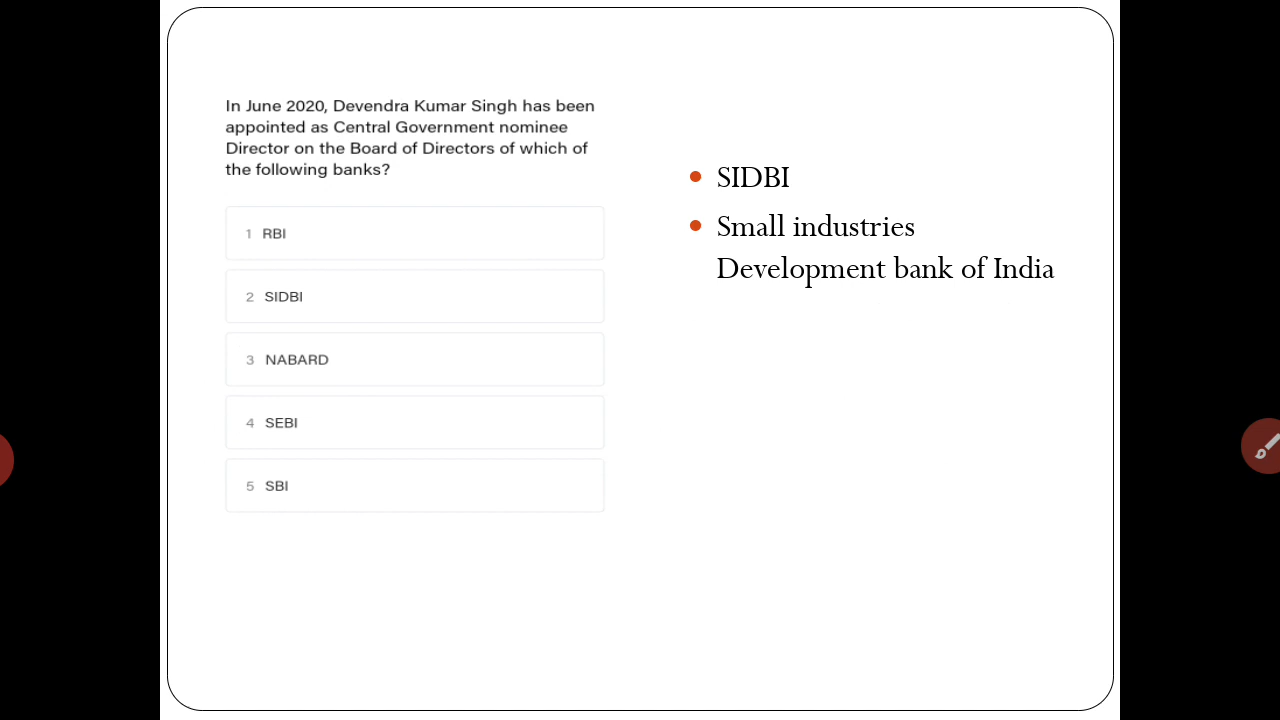 In June 2020, Devendra Kumar Singh has been
appointed as Central Government nominee
Director on the Board of Directors of which of
the following banks?
1 RBI
2 SIDBI
3 NABARD
4 SEBI
5 SBI
• SIDBI
• Small industries
Development bank of India